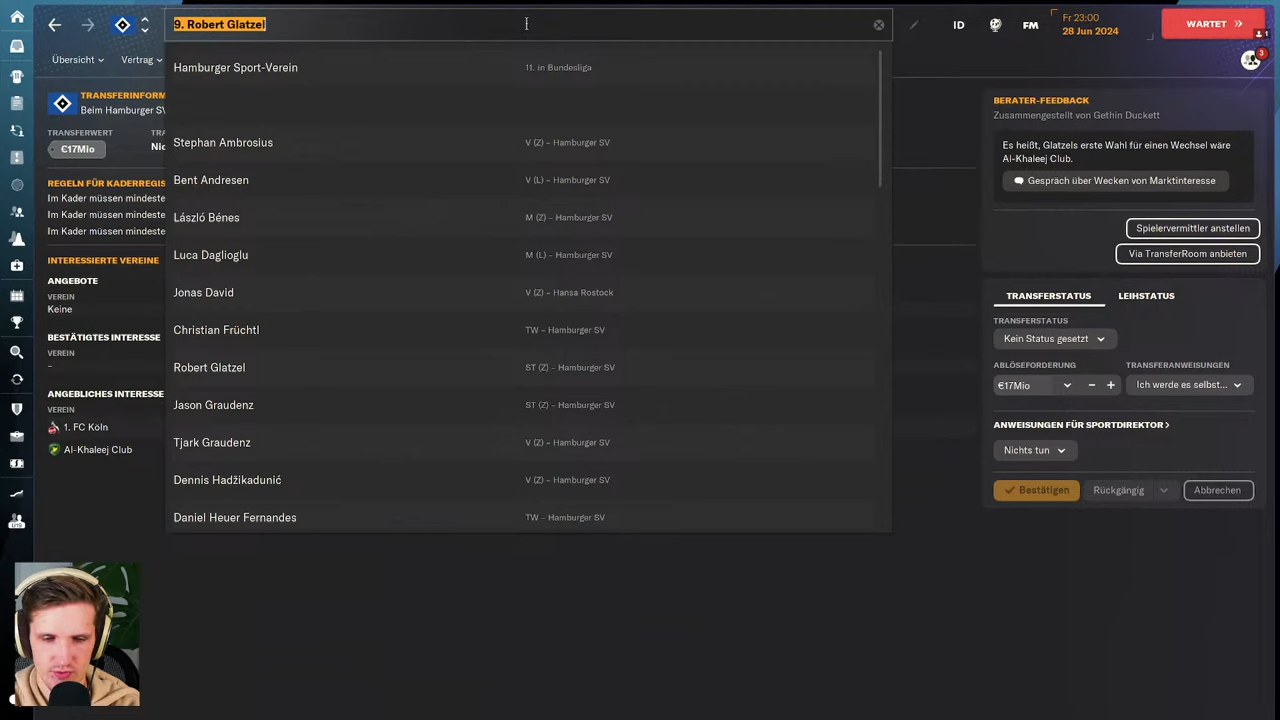 9. Robert Glatzel
ID
FM
Fr 23:00
28 Jun 2024
WARTET
1
Übersicht
Vertrag
3
Hamburger Sport-Verein
11. in Bundesliga
Stephan Ambrosius
V (Z) – Hamburger SV
Bent Andresen
V (L) – Hamburger SV
László Bénes
M (Z) – Hamburger SV
Luca Daglioglu
M (L) – Hamburger SV
Jonas David
V (Z) – Hansa Rostock
Christian Früchtl
TW – Hamburger SV
Robert Glatzel
ST (Z) – Hamburger SV
Jason Graudenz
ST (Z) – Hamburger SV
Tjark Graudenz
V (Z) – Hamburger SV
Dennis Hadžikadunić
V (Z) – Hamburger SV
Daniel Heuer Fernandes
TW – Hamburger SV
TRANSFERINFORM
Beim Hamburger SV
TRANSFERWERT
TRA
€17Mio
Nic
REGELN FÜR KADERREGIS
Im Kader müssen mindeste
Im Kader müssen mindeste
Im Kader müssen mindeste
INTERESSIERTE VEREINE
ANGEBOTE
VEREIN
Keine
BESTÄTIGTES INTERESSE
VEREIN
–
ANGEBLICHES INTERESSE
VEREIN
1. FC Köln
Al-Khaleej Club
U19
BERATER-FEEDBACK
Zusammengestellt von Gethin Duckett
Es heißt, Glatzels erste Wahl für einen Wechsel wäre
Al-Khaleej Club.
Gespräch über Wecken von Marktinteresse
Spielervermittler anstellen
Via TransferRoom anbieten
TRANSFERSTATUS
LEIHSTATUS
TRANSFERSTATUS
Kein Status gesetzt
ABLÖSEFORDERUNG
TRANSFERANWEISUNGEN
€17Mio
− +
Ich werde es selbst...
ANWEISUNGEN FÜR SPORTDIREKTOR
Nichts tun
Bestätigen
Rückgängig
Abbrechen